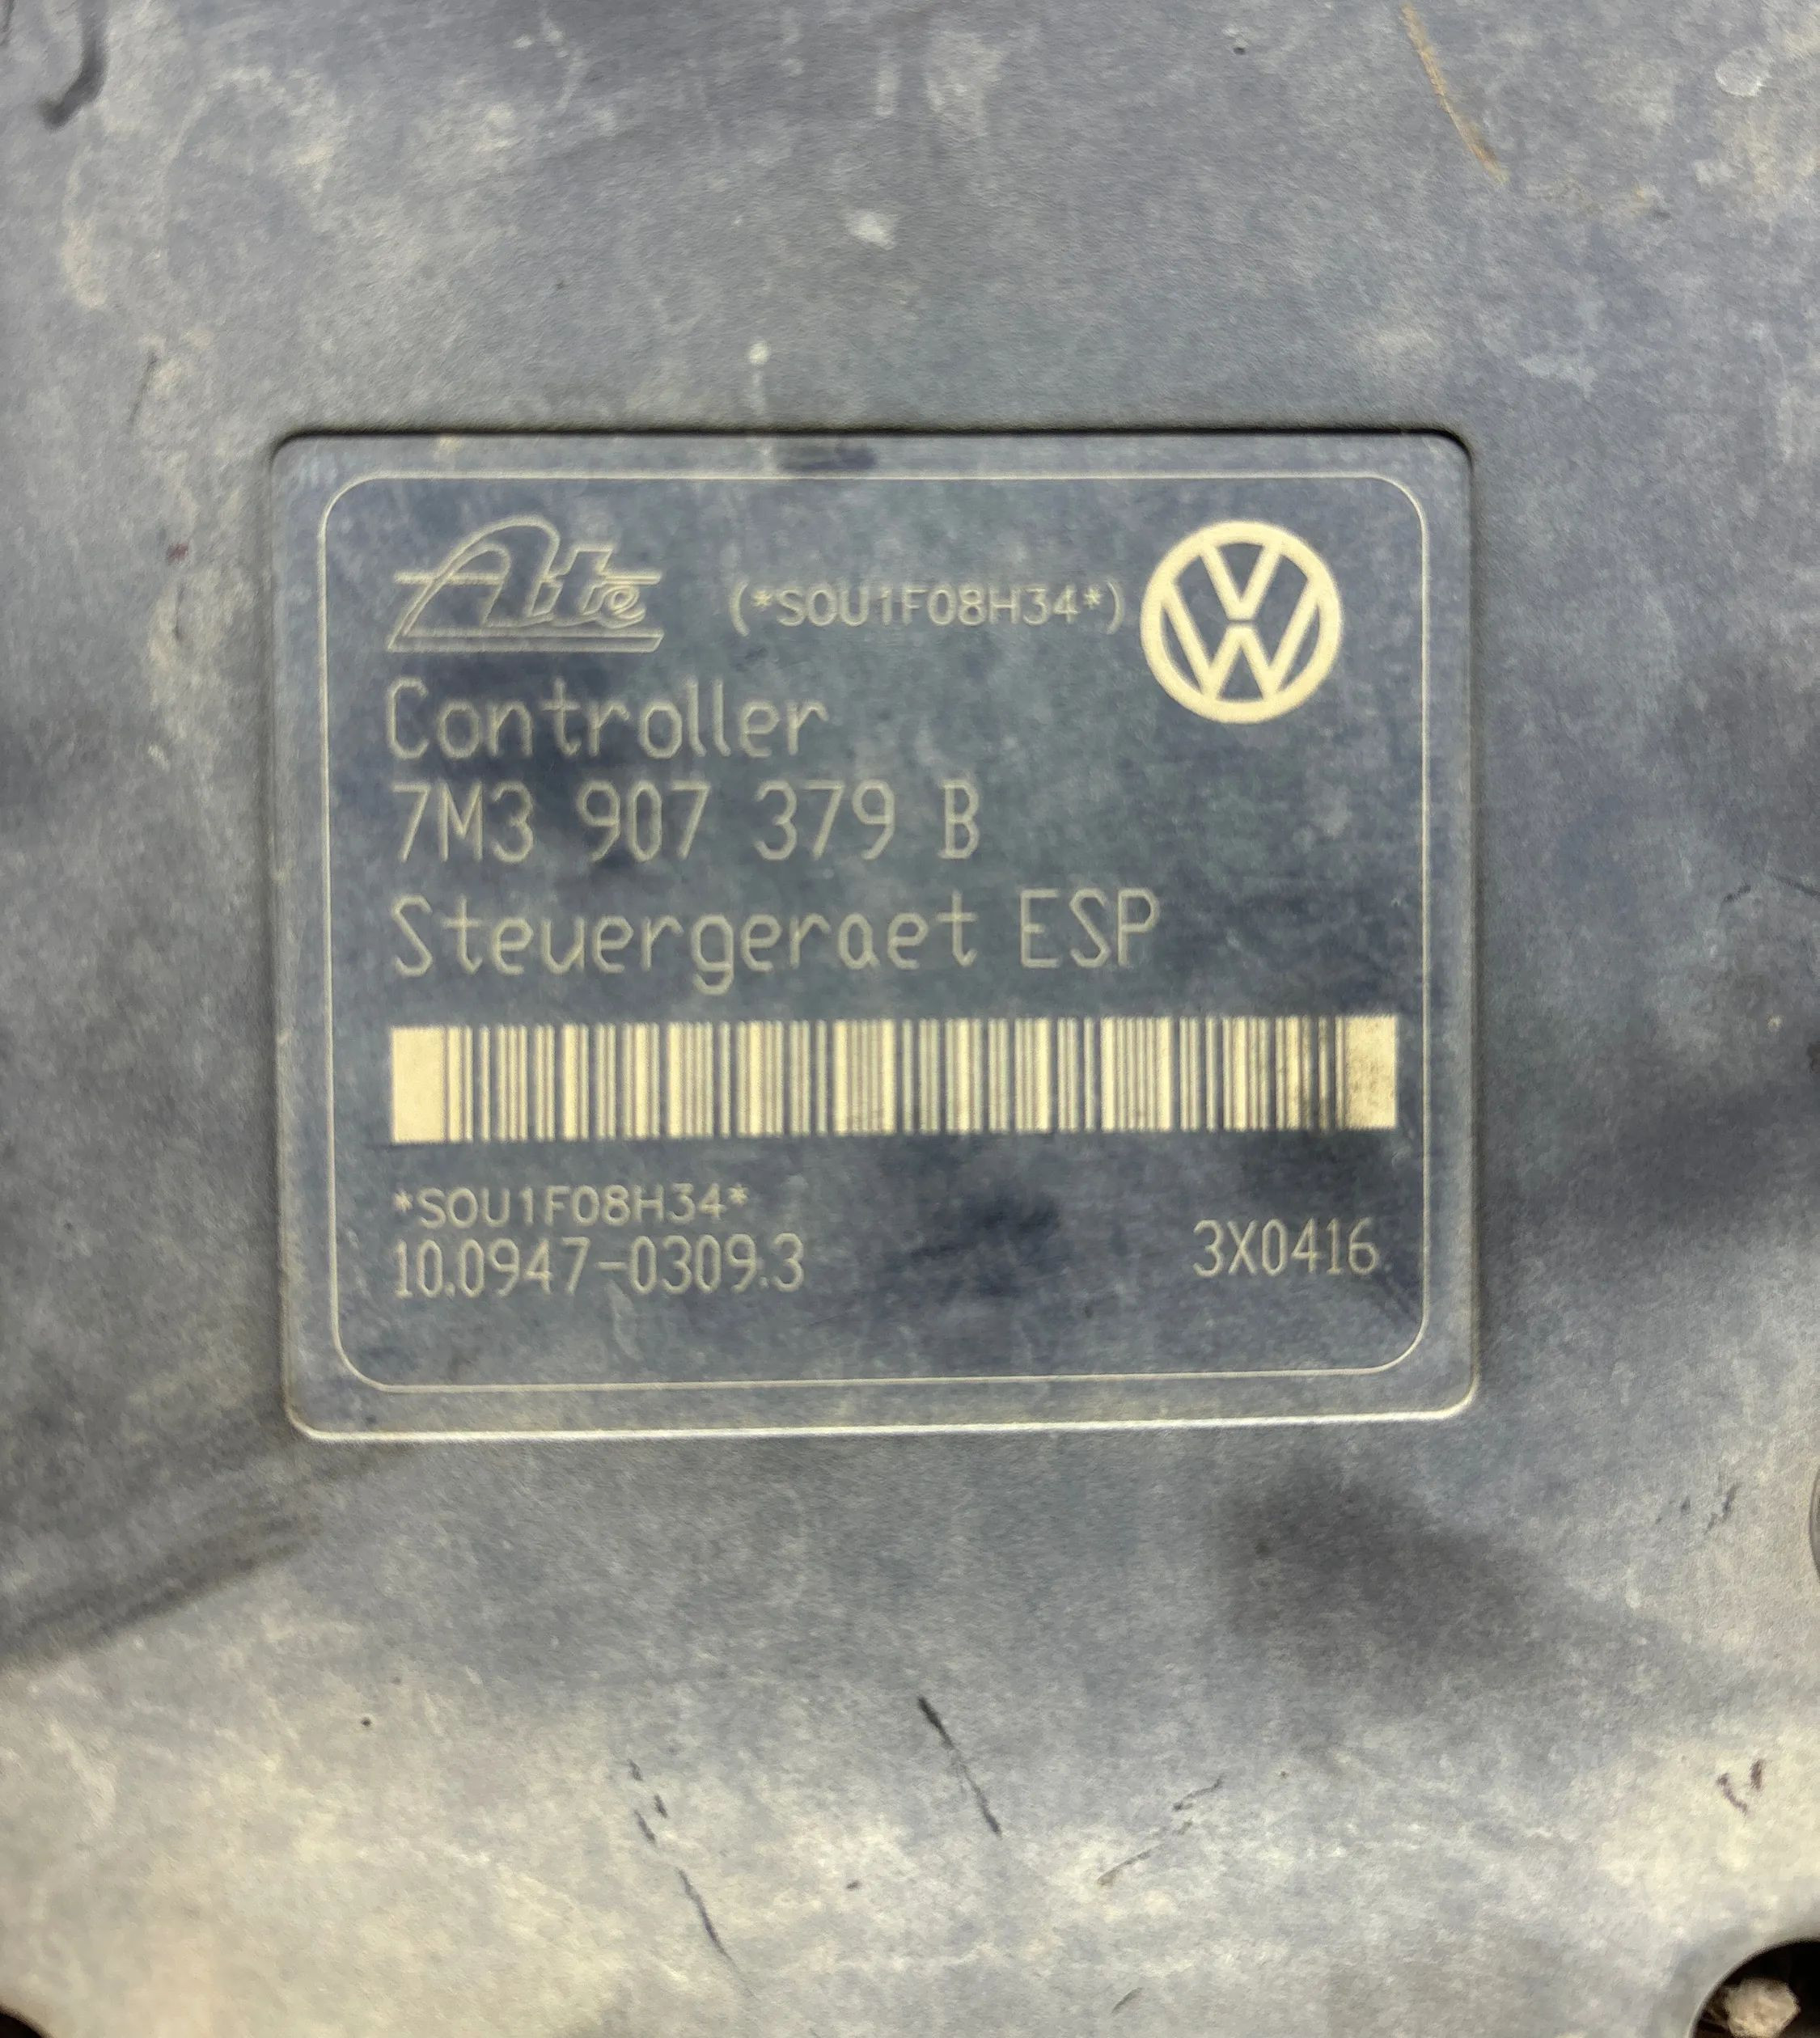 Ate (*SOU1F08H34*)
Controller
7M3 907 379 B
Steuergeraet ESP
*SOU1F08H34*
10.0947-0309.3 3X0416